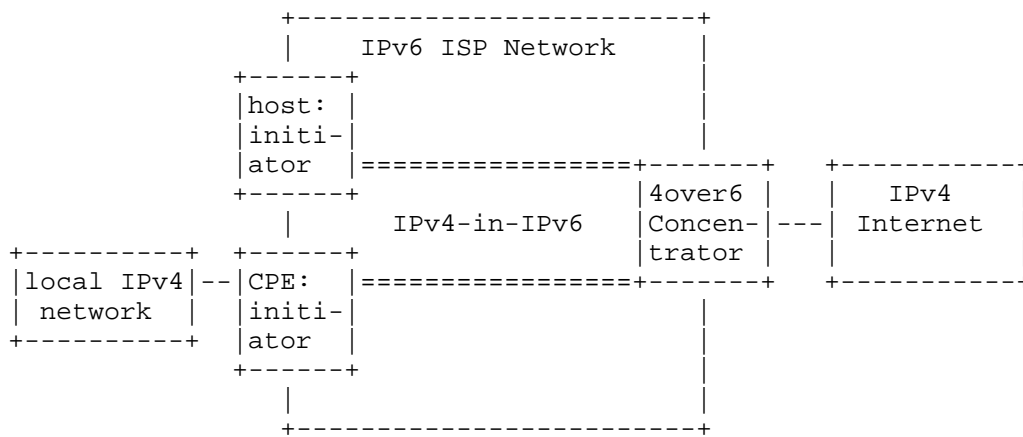 IPv6 ISP Network
host:
initi-
ator
4over6
Concen-
trator
IPv4
Internet
IPv4-in-IPv6
local IPv4
network
CPE:
initi-
ator